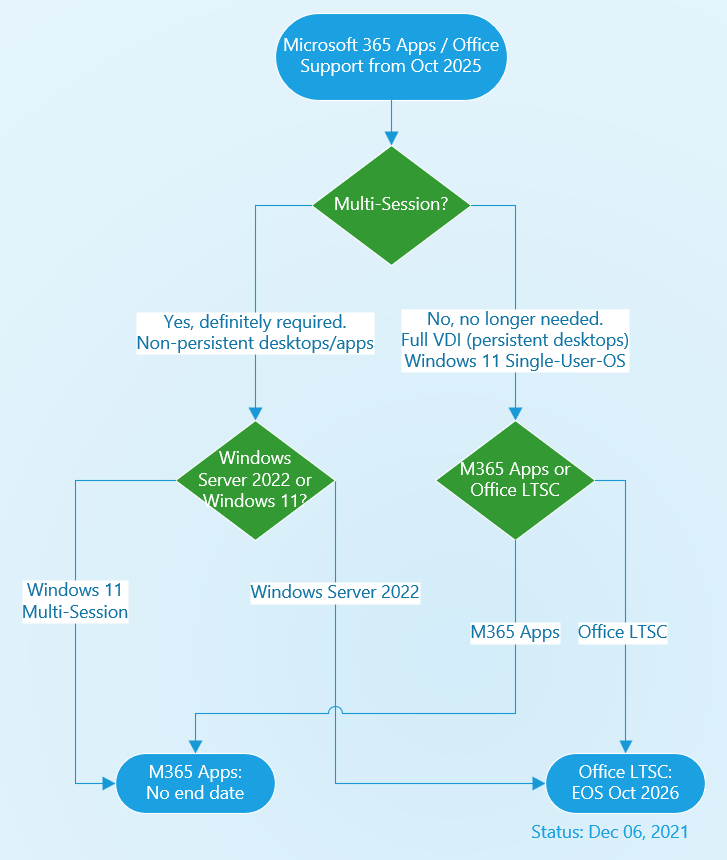 Microsoft 365 Apps / Office
Support from Oct 2025
Multi-Session?
Yes, definitely required.
Non-persistent desktops/apps
No, no longer needed.
Full VDI (persistent desktops)
Windows 11 Single-User-OS
Windows
Server 2022 or
Windows 11?
M365 Apps or
Office LTSC
Windows 11
Multi-Session
Windows Server 2022
M365 Apps
Office LTSC
M365 Apps:
No end date
Office LTSC:
EOS Oct 2026
Status: Dec 06, 2021